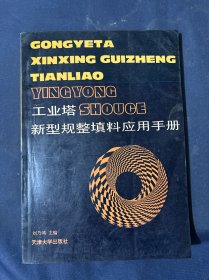 GONGYETA
XINXING GUIZHENG
TIANLIAO
YINGYONG
工业塔 SHOUCE
新型规整填料应用手册
刘乃鸿 主编
天津大学出版社